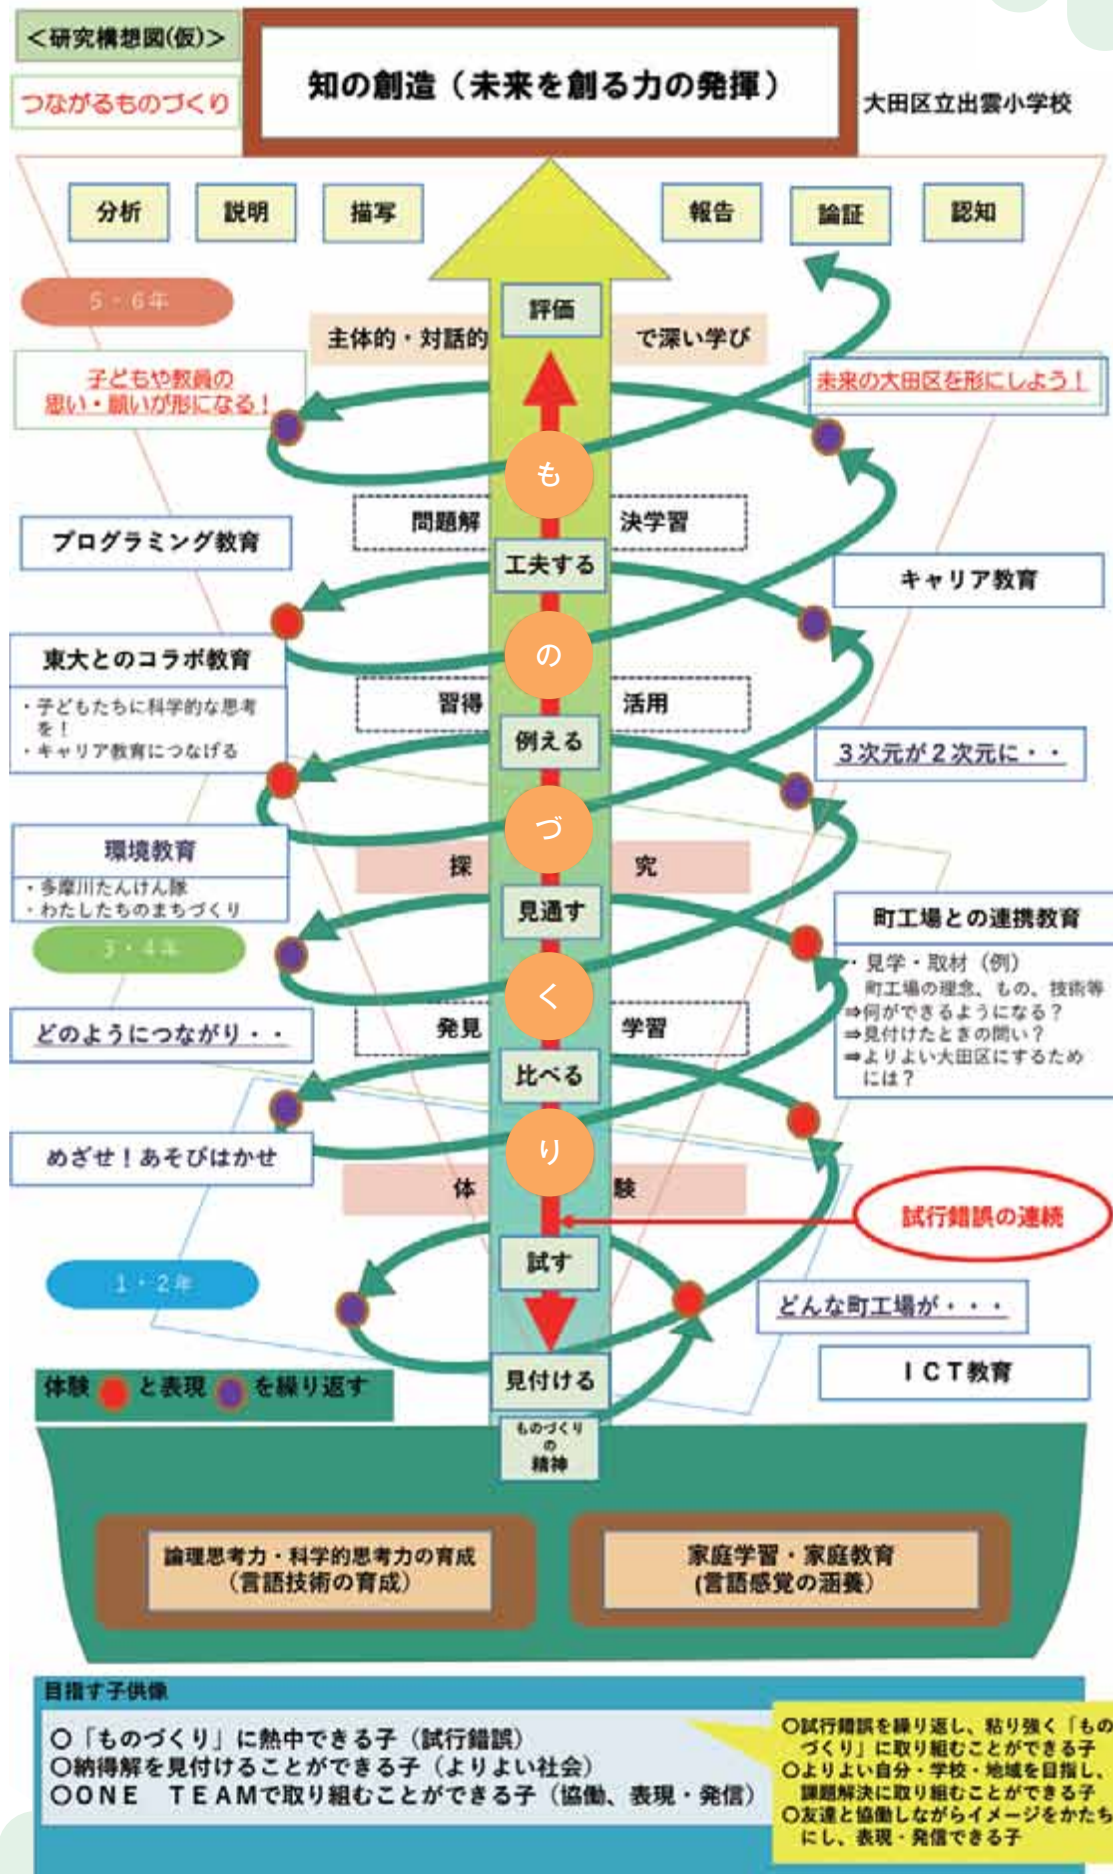 ＜研究構想図(仮)＞
つながるものづくり
知の創造（未来を創る力の発揮）
大田区立出雲小学校
分析
説明
描写
報告
論証
認知
5・6年
評価
主体的・対話的
で深い学び
子どもや教員の
思い・願いが形になる！
未来の大田区を形にしよう！
も
問題解
決学習
プログラミング教育
工夫する
キャリア教育
の
東大とのコラボ教育
・子どもたちに科学的な思考
を！
・キャリア教育につなげる
習得
活用
例える
3次元が2次元に・・
づ
環境教育
・多摩川たんけん隊
・わたしたちのまちづくり
探
究
見通す
町工場との連携教育
・見学・取材（例）
町工場の理念、もの、技術等
⇒何ができるようになる？
⇒見付けたときの問い？
⇒よりよい大田区にするため
には？
3・4年
く
どのようにつながり・・
発見
学習
比べる
り
めざせ！あそびはかせ
体
験
試行錯誤の連続
試す
1・2年
どんな町工場が・・・
見付ける
ＩＣＴ教育
体験 と表現 を繰り返す
ものづくり
の
精神
論理思考力・科学的思考力の育成
（言語技術の育成）
家庭学習・家庭教育
(言語感覚の涵養）
目指す子供像
〇「ものづくり」に熱中できる子（試行錯誤）
〇納得解を見付けることができる子（よりよい社会）
〇ＯＮＥ　ＴＥＡＭで取り組むことができる子（協働、表現・発信）
〇試行錯誤を繰り返し、粘り強く「もの
づくり」に取り組むことができる子
〇よりよい自分・学校・地域を目指し、
課題解決に取り組むことができる子
〇友達と協働しながらイメージをかたち
にし、表現・発信できる子